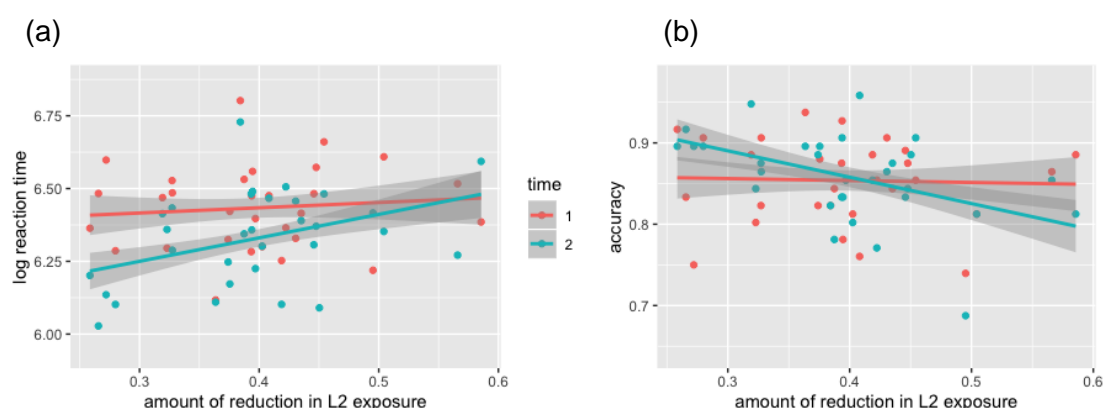 (a)
(b)
6.75
6.50
6.25
6.00
log reaction time
0.3 0.4 0.5 0.6
amount of reduction in L2 exposure
time
1
2
0.9
0.8
0.7
accuracy
0.3 0.4 0.5 0.6
amount of reduction in L2 exposure